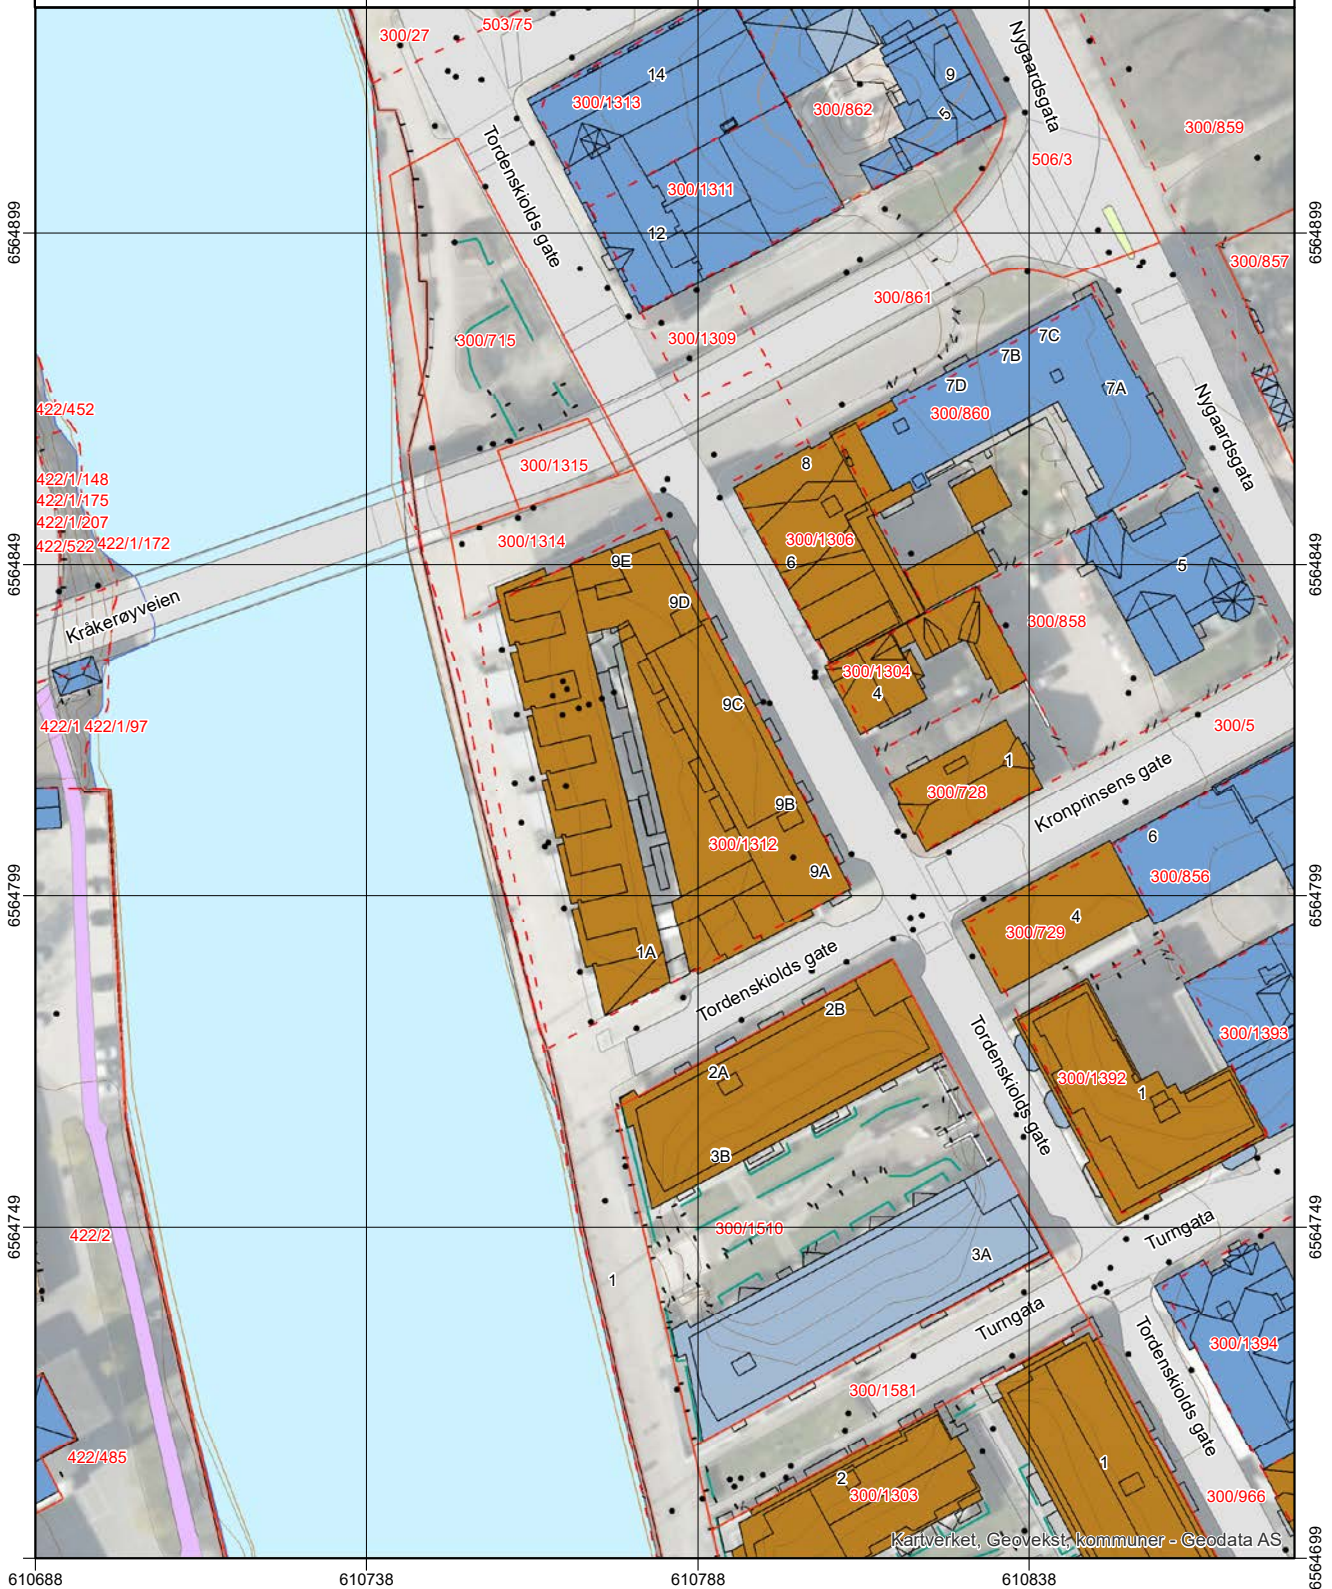 503/75
300/27
Nygaardsgata
14
9
300/1313
300/862
5
300/859
Tordenskiolds gate
506/3
300/1311
12
6564899
6564899
300/857
300/861
300/715
300/1309
7C
7B
7D
7A
300/860
422/452
Nygaardsgata
8
300/1315
422/1/148
422/1/175
422/1/207
422/522
422/1/172
300/1314
300/1306
6
9E
5
6564849
6564849
Kråkerøyveien
9D
300/858
300/1304
4
9C
422/1
422/1/97
300/5
1
300/728
Kronprinsens gate
9B
6
300/1312
9A
300/856
6564799
6564799
4
300/729
1A
Tordenskiolds gate
2B
300/1393
Tordenskiolds gate
2A
300/1392
1
3B
422/2
300/1510
6564749
6564749
Turngata
3A
1
Turngata
300/1394
Tordenskiolds gate
300/1581
422/485
2
300/1303
1
300/966
Kartverket, Geovekst, kommuner - Geodata AS
6564699
610688
610738
610788
610838